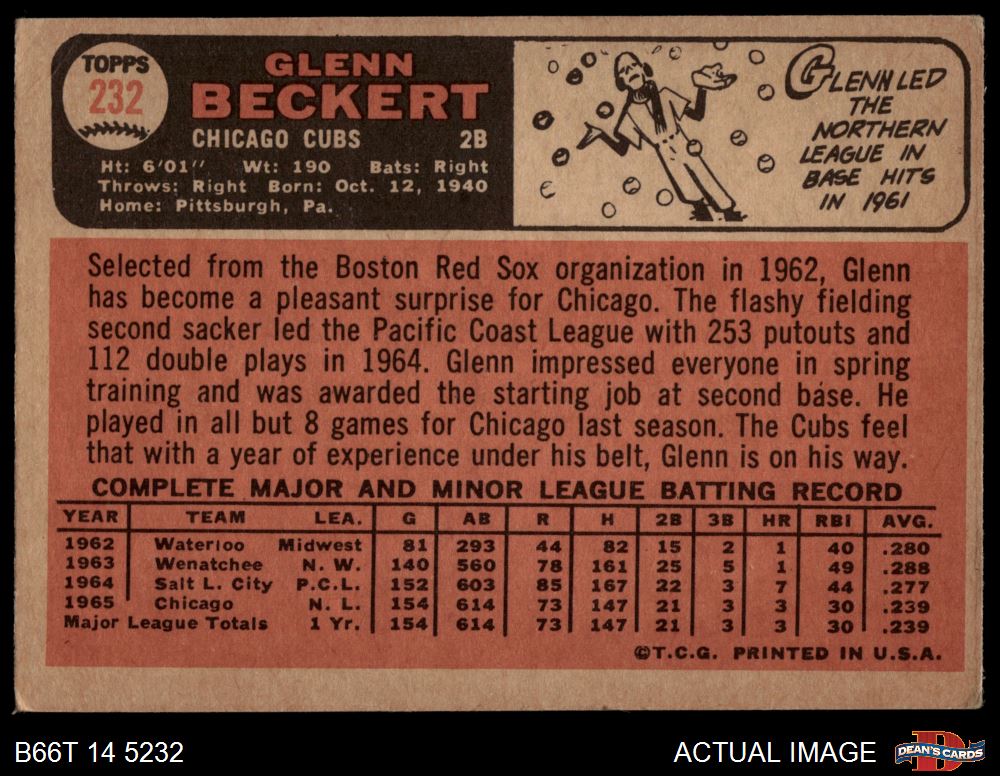 TOPPS
232
GLENN
BECKERT
CHICAGO CUBS 2B
Ht: 6'01" Wt: 190 Bats: Right
Throws: Right Born: Oct. 12, 1940
Home: Pittsburgh, Pa.
GLENN LED
THE
NORTHERN
LEAGUE IN
BASE HITS
IN 1961
Selected from the Boston Red Sox organization in 1962, Glenn
has become a pleasant surprise for Chicago. The flashy fielding
second sacker led the Pacific Coast League with 253 putouts and
112 double plays in 1964. Glenn impressed everyone in spring
training and was awarded the starting job at second base. He
played in all but 8 games for Chicago last season. The Cubs feel
that with a year of experience under his belt, Glenn is on his way.
COMPLETE MAJOR AND MINOR LEAGUE BATTING RECORD
YEAR TEAM LEA. G AB R H 2B 3B HR RBI AVG.
1962 Waterloo Midwest 81 293 44 82 15 2 1 40 .280
1963 Wenatchee N. W. 140 560 78 161 25 5 1 49 .288
1964 Salt L. City P.C.L. 152 603 85 167 22 3 7 44 .277
1965 Chicago N. L. 154 614 73 147 21 3 3 30 .239
Major League Totals 1 Yr. 154 614 73 147 21 3 3 30 .239
©T.C.G. PRINTED IN U.S.A.
B66T 14 5232
ACTUAL IMAGE
DEAN'S CARDS